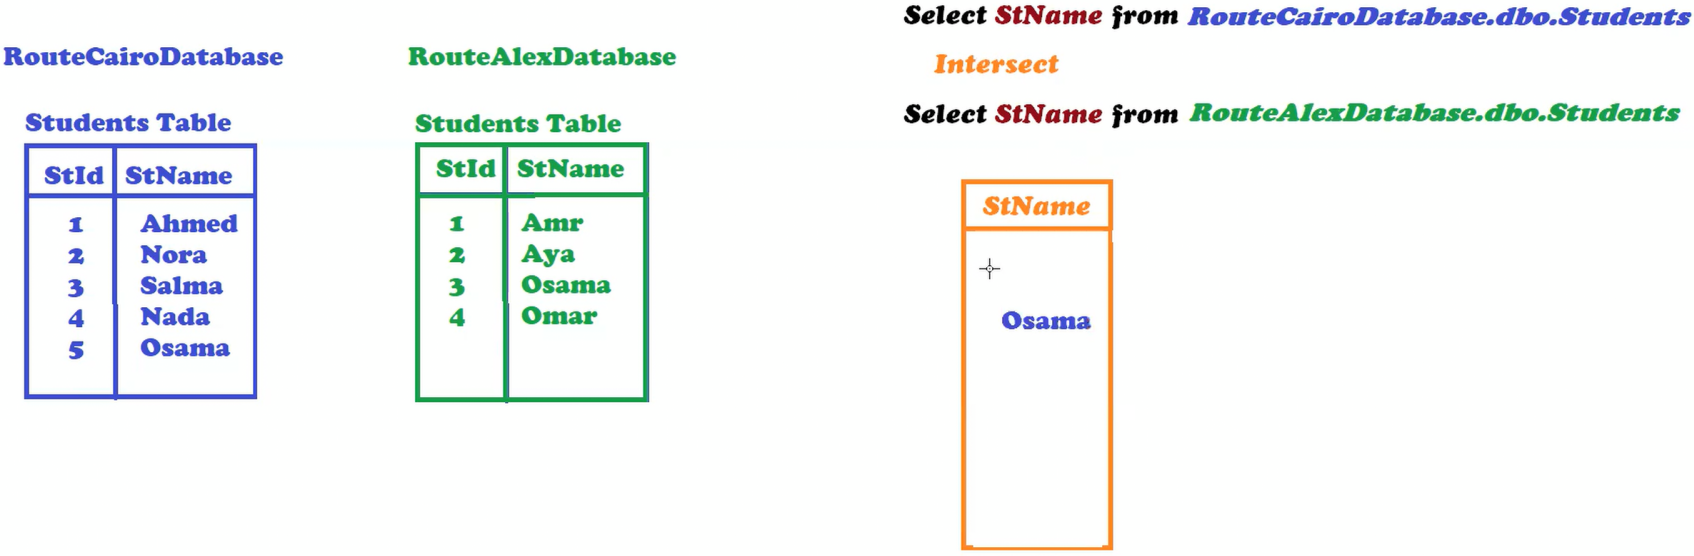 RouteCairoDatabase
Students Table
StId StName
1 Ahmed
2 Nora
3 Salma
4 Nada
5 Osama
RouteAlexDatabase
Students Table
StId StName
1 Amr
2 Aya
3 Osama
4 Omar
Select StName from RouteCairoDatabase.dbo.Students
Intersect
Select StName from RouteAlexDatabase.dbo.Students
StName
Osama